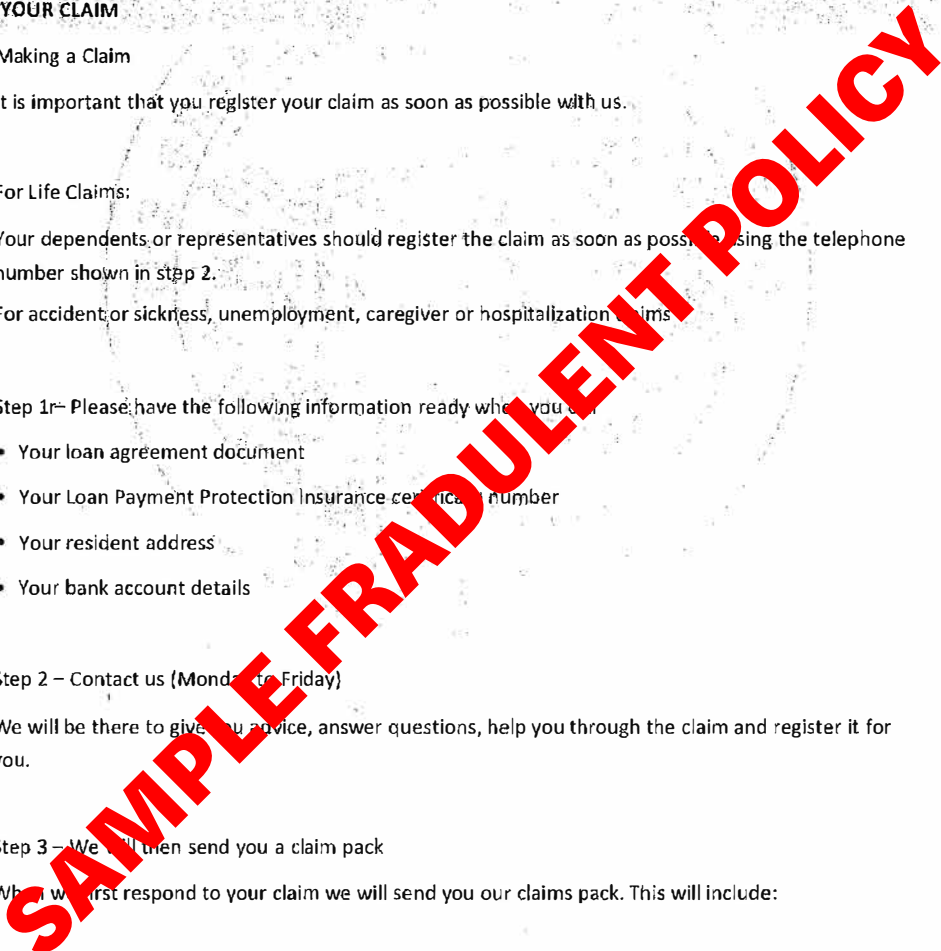 YOUR CLAIM
Making a Claim
t is important that you register your claim as soon as possible with us.
For Life Claims:
Your dependents or representatives should register the claim as soon as using the telephone
number shown in step 2.
For accident or sickness, unemployment, caregiver or hospitalization
Step 1 – Please have the following information ready when you
• Your loan agreement document
• Your Loan Payment Protection Insurance number
• Your resident address
• Your bank account details
Step 2 – Contact us (Monday to Friday)
We will be there to give you advice, answer questions, help you through the claim and register it for
you.
Step 3 – We will then send you a claim pack
When we first respond to your claim we will send you our claims pack. This will include:
SAMPLE FRADULENT POLICY